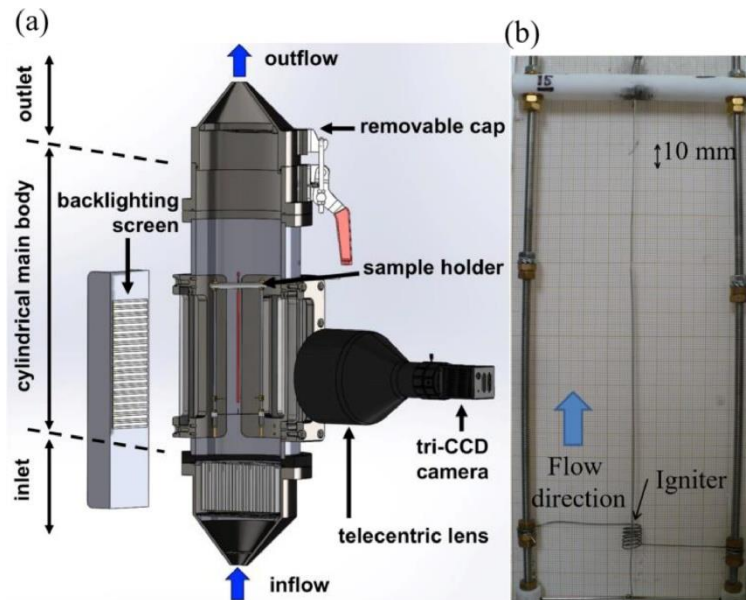 (a)
outflow
outlet
removable cap
backlighting
screen
cylindrical main body
sample holder
tri-CCD
camera
inlet
telecentric lens
inflow
(b)
15
10 mm
Flow
direction
Igniter